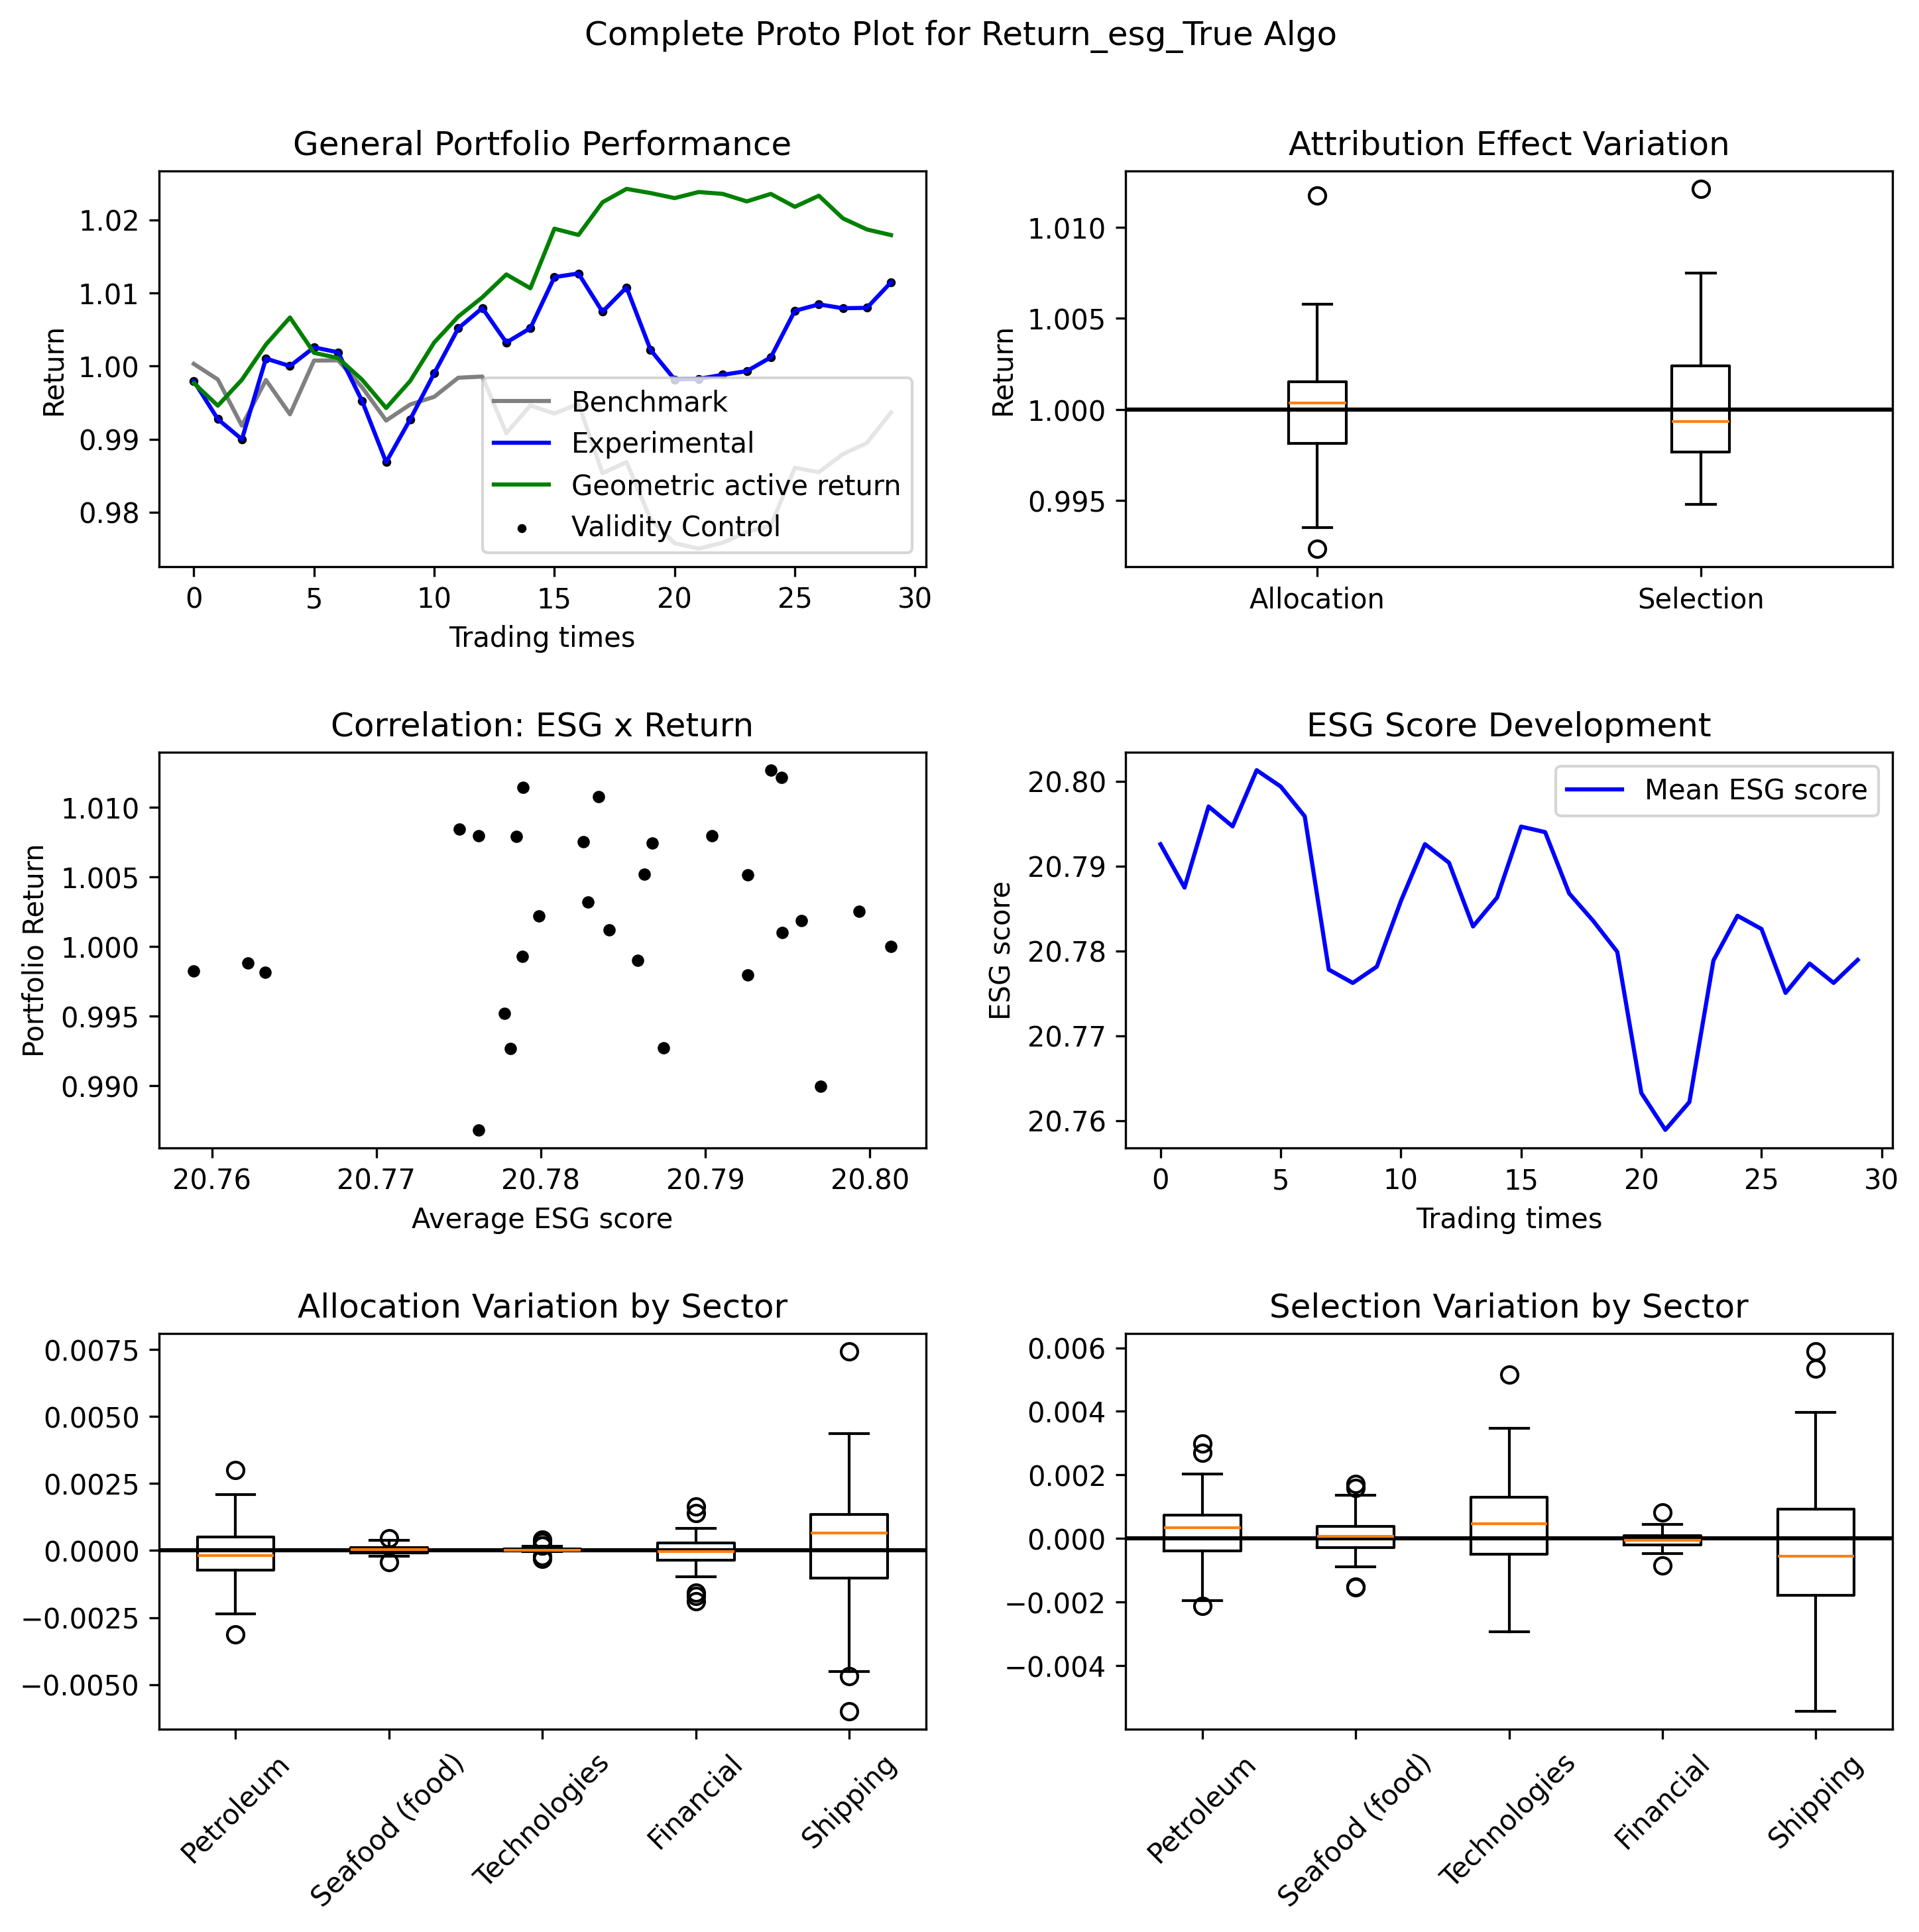 Complete Proto Plot for Return_esg_True Algo
General Portfolio Performance
Return
1.02
1.01
1.00
0.99
0.98
Benchmark
Experimental
Geometric active return
Validity Control
0 5 10 15 20 25 30
Trading times
Attribution Effect Variation
Return
1.010
1.005
1.000
0.995
Allocation Selection
Correlation: ESG x Return
Portfolio Return
1.010
1.005
1.000
0.995
0.990
20.76 20.77 20.78 20.79 20.80
Average ESG score
ESG Score Development
ESG score
20.80
20.79
20.78
20.77
20.76
Mean ESG score
0 5 10 15 20 25 30
Trading times
Allocation Variation by Sector
0.0075
0.0050
0.0025
0.0000
−0.0025
−0.0050
Petroleum
Seafood (food)
Technologies
Financial
Shipping
Selection Variation by Sector
0.006
0.004
0.002
0.000
−0.002
−0.004
Petroleum
Seafood (food)
Technologies
Financial
Shipping